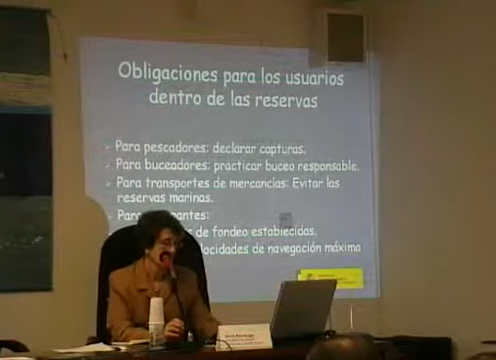 Obligaciones para los usuarios
dentro de las reservas
Para pescadores: declarar capturas.
Para buceadores: practicar buceo responsable.
Para transportes de mercancías: Evitar las
reservas marinas.
de fondeo establecidas.
de navegación máxima